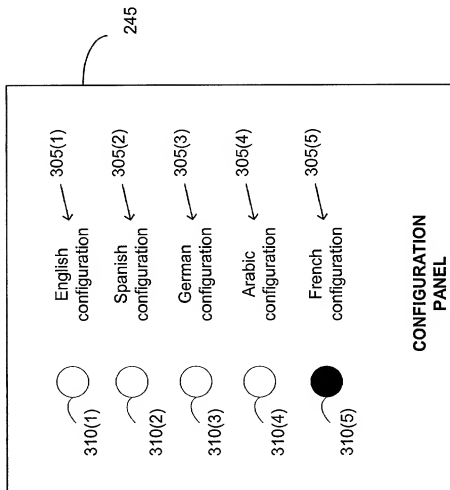 245
English
configuration
305(1)
310(1)
Spanish
configuration
305(2)
310(2)
German
configuration
305(3)
310(3)
Arabic
configuration
305(4)
310(4)
French
configuration
305(5)
310(5)
CONFIGURATION
PANEL